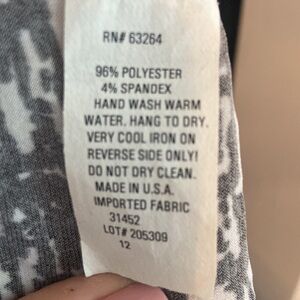 RN# 63264
96% POLYESTER
4% SPANDEX
HAND WASH WARM
WATER. HANG TO DRY.
VERY COOL IRON ON
REVERSE SIDE ONLY!
DO NOT DRY CLEAN.
MADE IN U.S.A.
IMPORTED FABRIC
31452
LOT# 205309
12